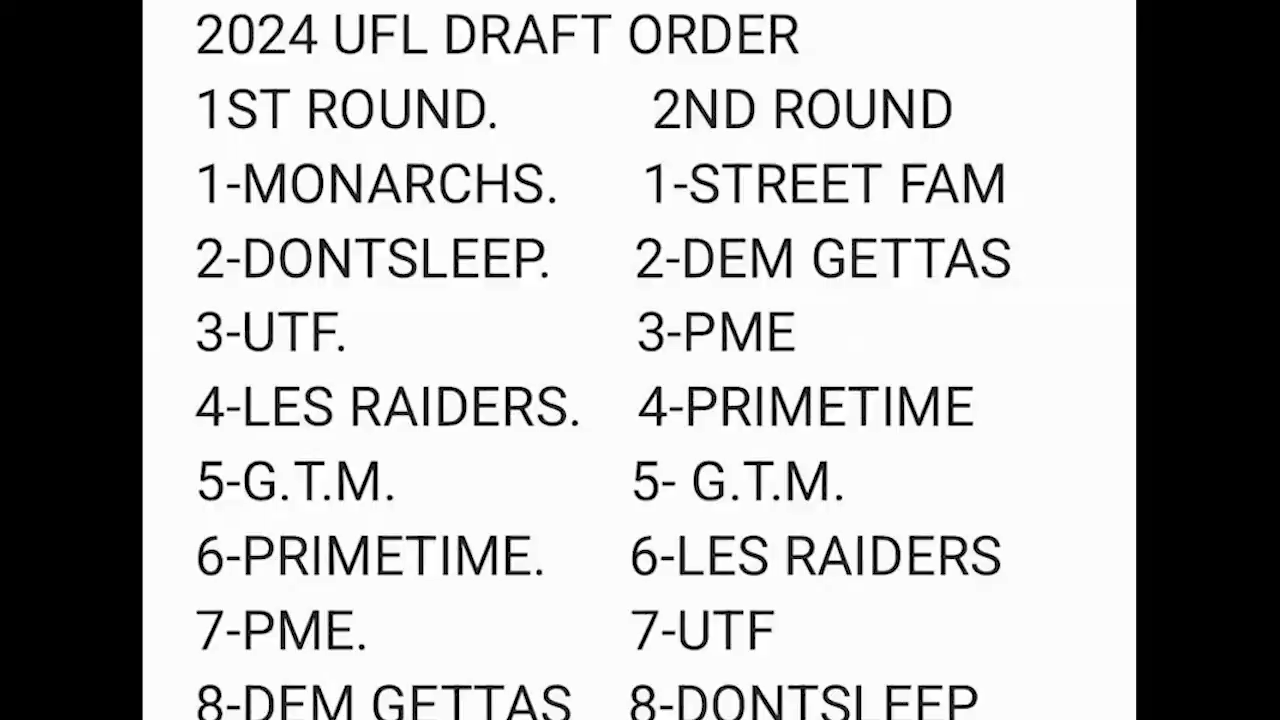 2024 UFL DRAFT ORDER
1ST ROUND. 2ND ROUND
1-MONARCHS. 1-STREET FAM
2-DONTSLEEP. 2-DEM GETTAS
3-UTF. 3-PME
4-LES RAIDERS. 4-PRIMETIME
5-G.T.M. 5- G.T.M.
6-PRIMETIME. 6-LES RAIDERS
7-PME. 7-UTF
8-DEM GETTAS 8-DONTSLEEP